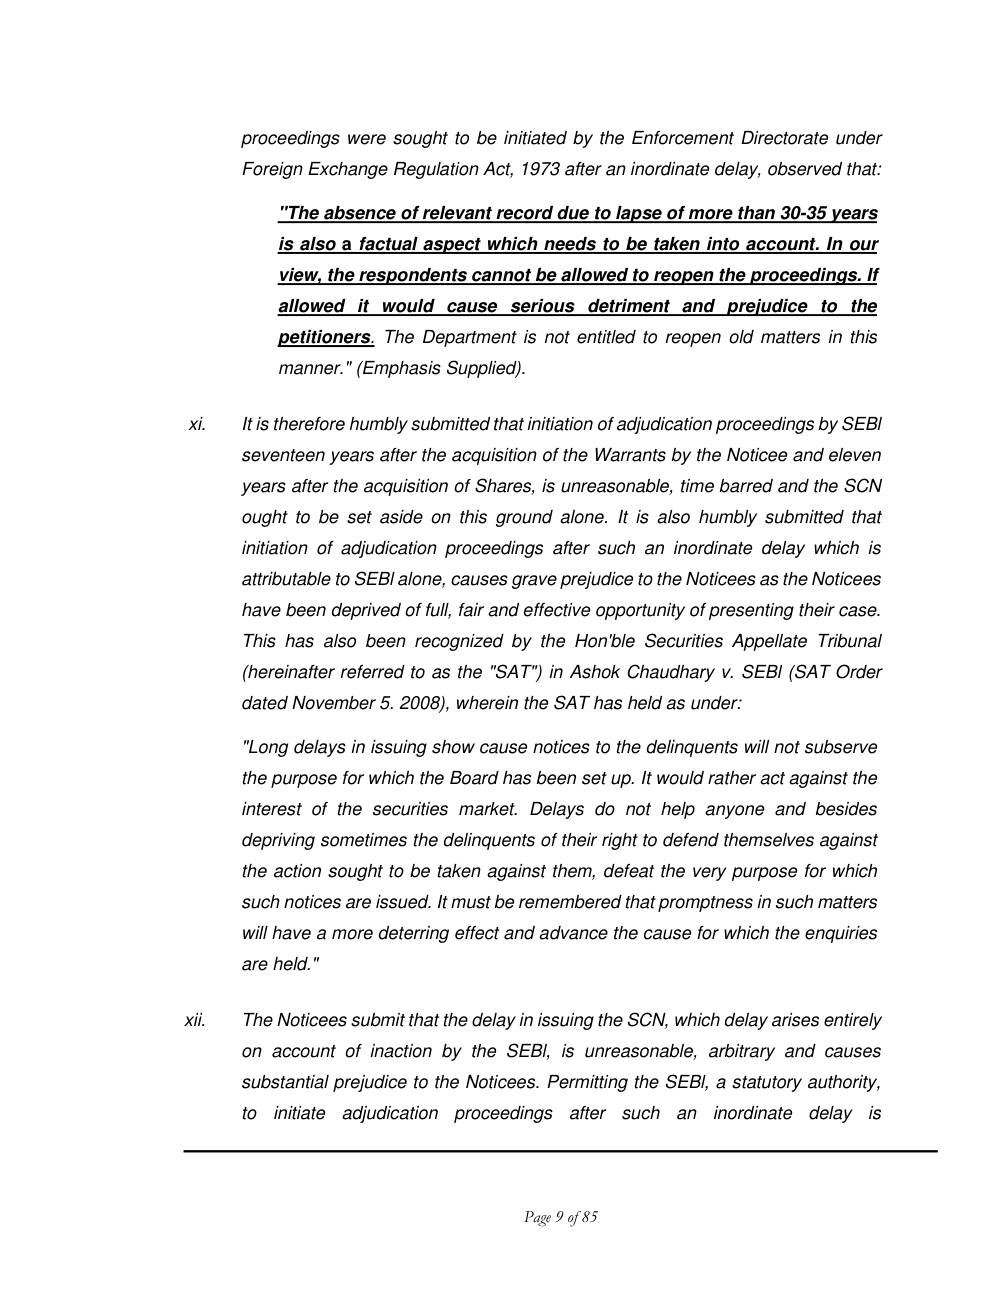 proceedings were sought to be initiated by the Enforcement Directorate under
Foreign Exchange Regulation Act, 1973 after an inordinate delay, observed that:
"The absence of relevant record due to lapse of more than 30-35 years
is also a factual aspect which needs to be taken into account. In our
view, the respondents cannot be allowed to reopen the proceedings. If
allowed it would cause serious detriment and prejudice to the
petitioners. The Department is not entitled to reopen old matters in this
manner." (Emphasis Supplied).
xi. It is therefore humbly submitted that initiation of adjudication proceedings by SEBl
seventeen years after the acquisition of the Warrants by the Noticee and eleven
years after the acquisition of Shares, is unreasonable, time barred and the SCN
ought to be set aside on this ground alone. It is also humbly submitted that
initiation of adjudication proceedings after such an inordinate delay which is
attributable to SEBl alone, causes grave prejudice to the Noticees as the Noticees
have been deprived of full, fair and effective opportunity of presenting their case.
This has also been recognized by the Hon'ble Securities Appellate Tribunal
(hereinafter referred to as the "SAT") in Ashok Chaudhary v. SEBl (SAT Order
dated November 5. 2008), wherein the SAT has held as under:
"Long delays in issuing show cause notices to the delinquents will not subserve
the purpose for which the Board has been set up. It would rather act against the
interest of the securities market. Delays do not help anyone and besides
depriving sometimes the delinquents of their right to defend themselves against
the action sought to be taken against them, defeat the very purpose for which
such notices are issued. It must be remembered that promptness in such matters
will have a more deterring effect and advance the cause for which the enquiries
are held."
xii. The Noticees submit that the delay in issuing the SCN, which delay arises entirely
on account of inaction by the SEBl, is unreasonable, arbitrary and causes
substantial prejudice to the Noticees. Permitting the SEBl, a statutory authority,
to initiate adjudication proceedings after such an inordinate delay is
Page 9 of 85